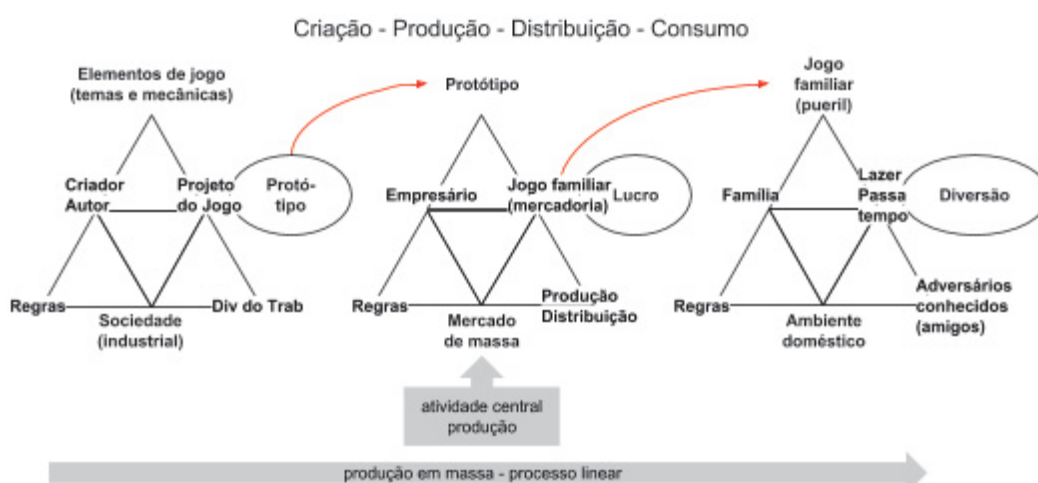 Criação - Produção - Distribuição - Consumo
Elementos de jogo
(temas e mecânicas)
Criador
Autor
Projeto
do Jogo
Protó-
tipo
Regras
Sociedade
(industrial)
Div do Trab
Protótipo
Empresário
Jogo familiar
(mercadoria)
Lucro
Regras
Mercado
de massa
Produção
Distribuição
Jogo
familiar
(pueril)
Família
Lazer
Passa
tempo
Diversão
Regras
Ambiente
doméstico
Adversários
conhecidos
(amigos)
atividade central
produção
produção em massa - processo linear